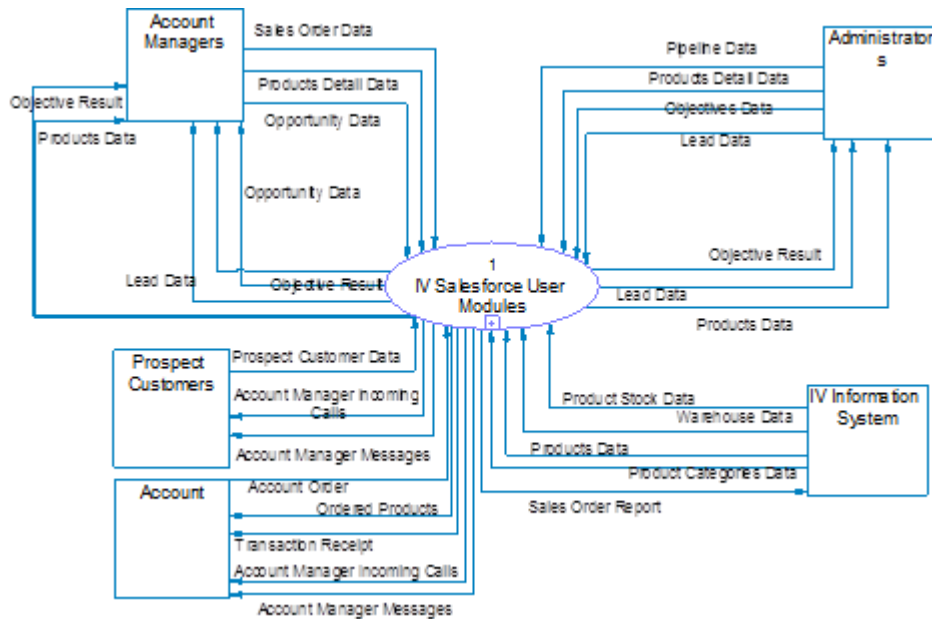 Account
Managers
Sales Order Data
Products Detail Data
Opportunity Data
Objective Result
Products Data
Opportunity Data
Lead Data
Objective Result
Administrator
s
Pipeline Data
Products Detail Data
Objectives Data
Lead Data
Objective Result
Lead Data
Products Data
1
IV Salesforce User
Modules
Prospect
Customers
Prospect Customer Data
Account Manager Incoming
Calls
Account Manager Messages
Account
Account Order
Ordered Products
Transaction Receipt
Account Manager Incoming Calls
Account Manager Messages
IV Information
System
Product Stock Data
Warehouse Data
Products Data
Product Categories Data
Sales Order Report